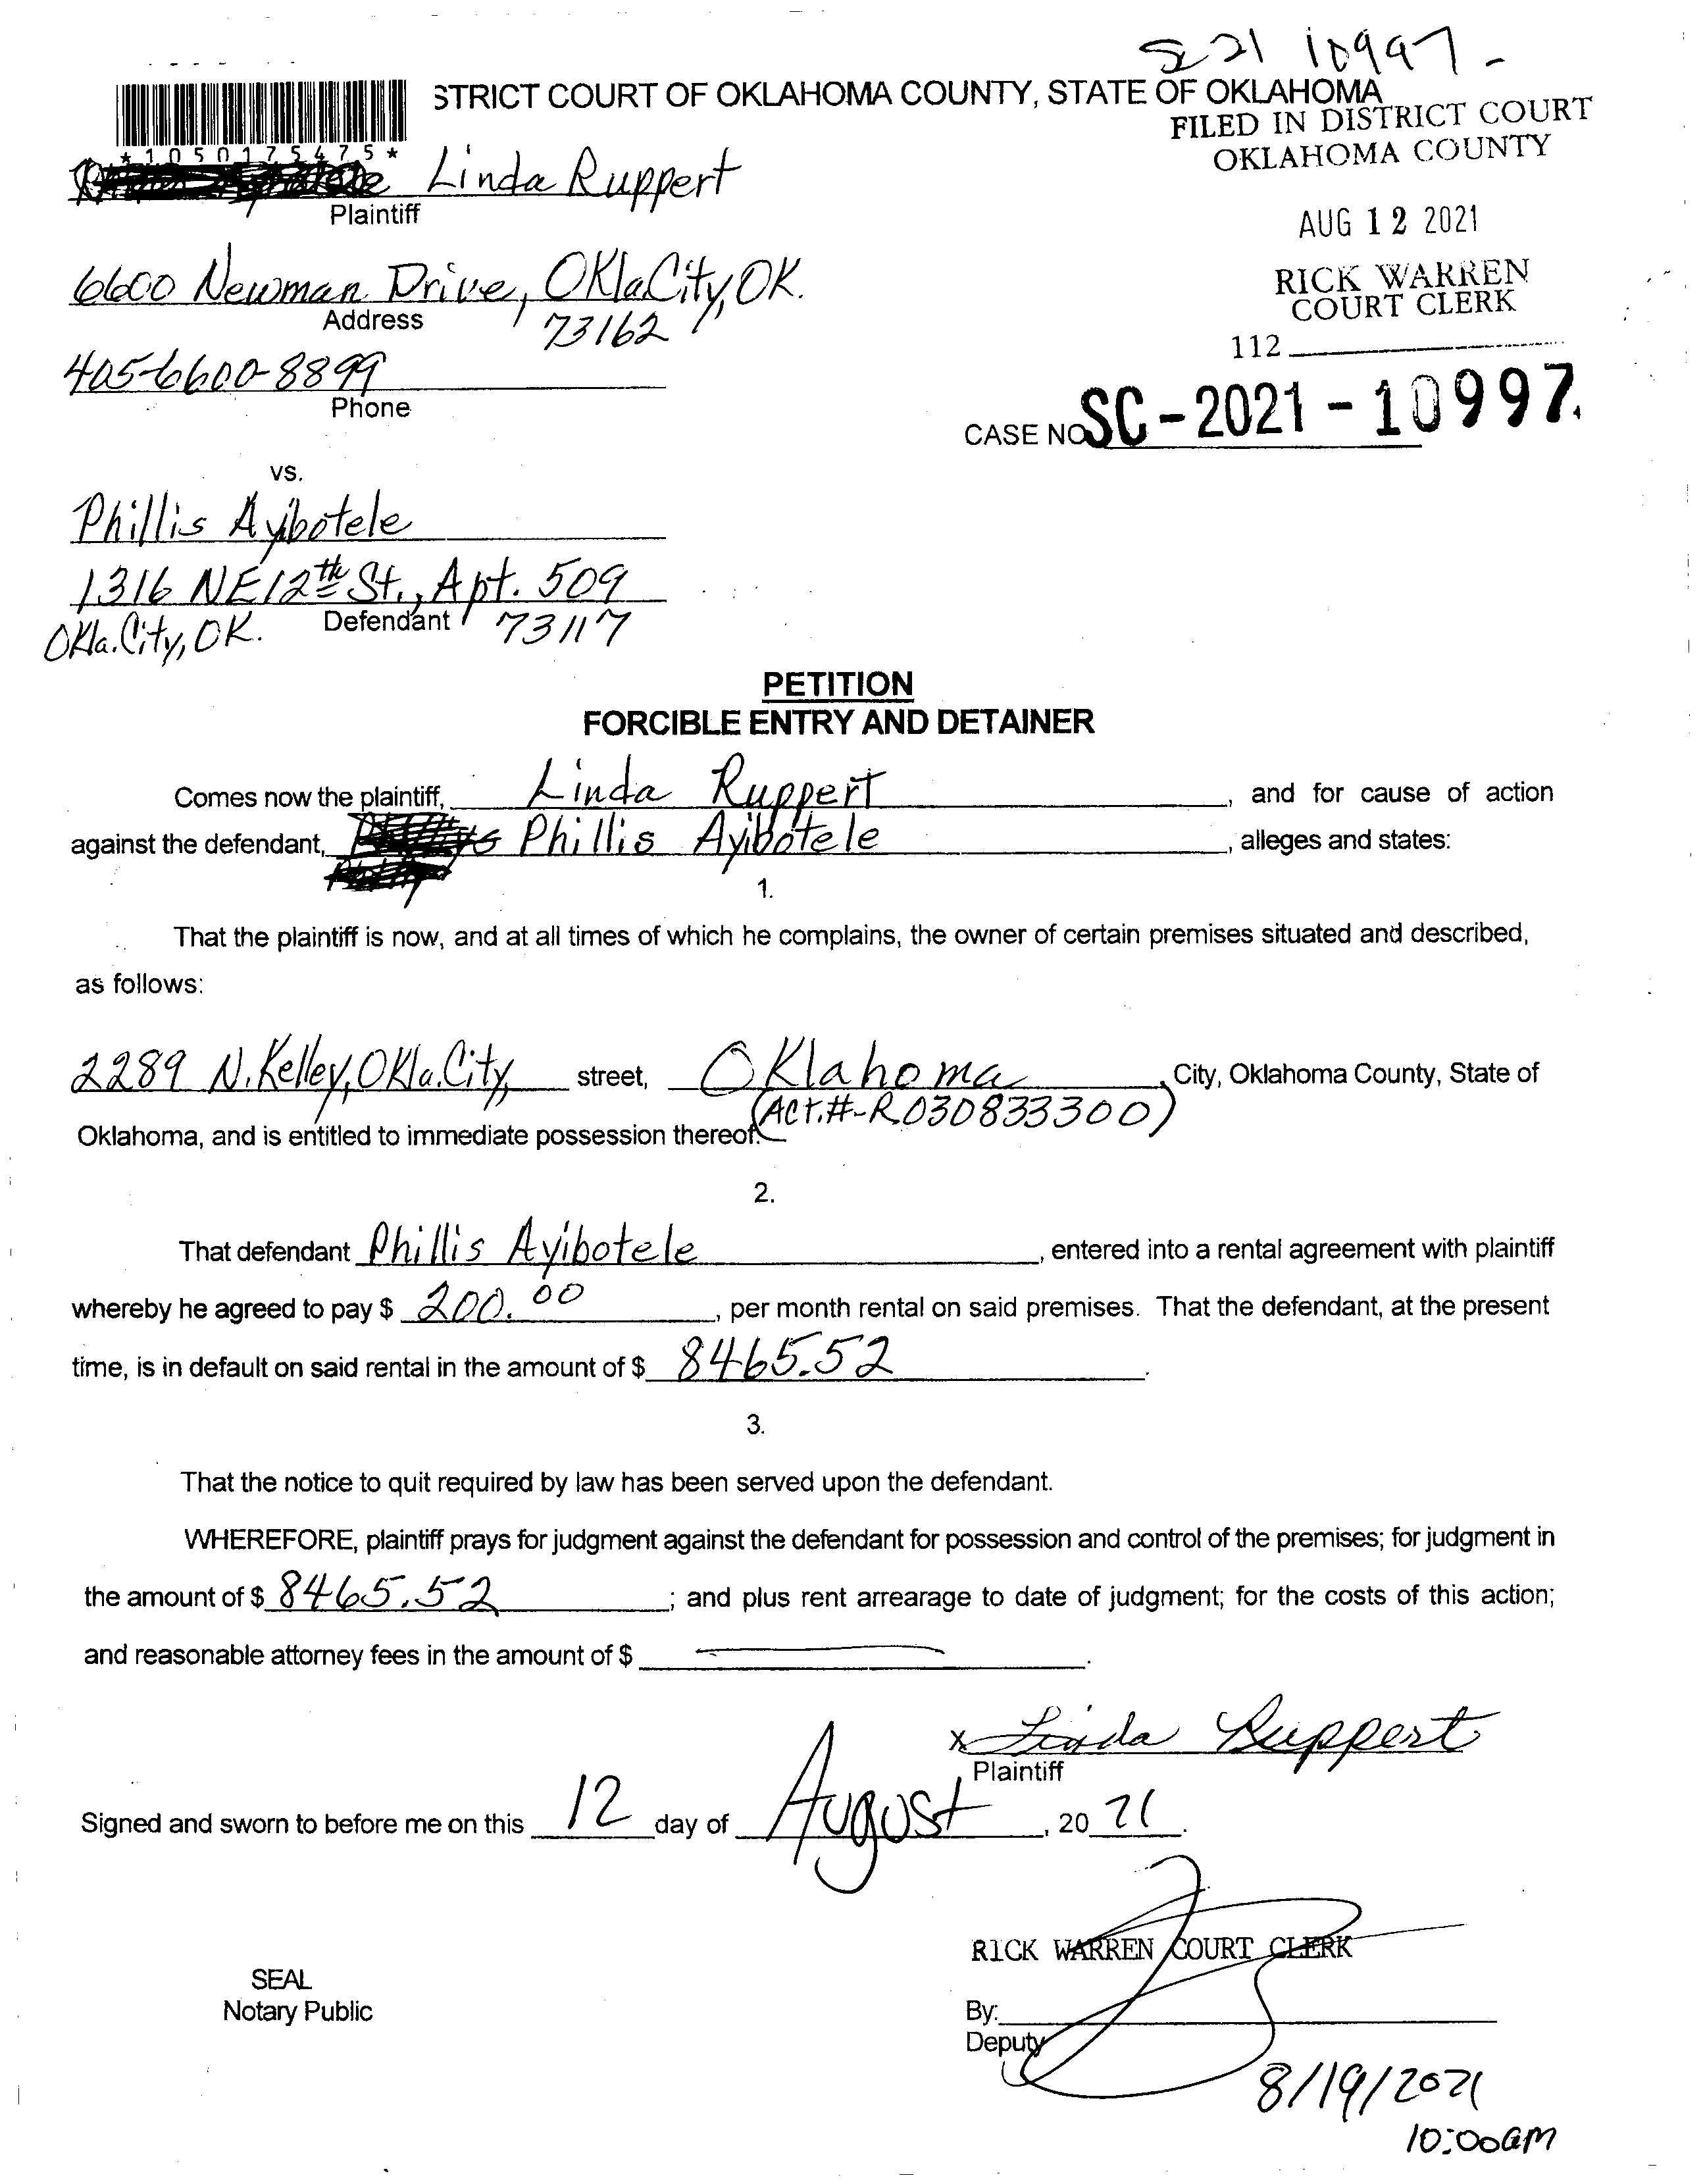 SC 21 10997-
STRICT COURT OF OKLAHOMA COUNTY, STATE OF OKLAHOMA
FILED IN DISTRICT COURT
OKLAHOMA COUNTY
*1050175475*
Linda Ruppert
Plaintiff
AUG 12 2021
6600 Newman Drive, Okla.City, OK.
Address
73162
RICK WARREN
COURT CLERK
112
405-6600-8899
Phone
CASE NO. SC-2021-10997
vs.
Phillis Ayibotele
1316 NE 12th St., Apt. 509
Defendant
Okla. City, OK. 73117
PETITION
FORCIBLE ENTRY AND DETAINER
Comes now the plaintiff, Linda Ruppert, and for cause of action
against the defendant, Phillis Ayibotele, alleges and states:
1.
That the plaintiff is now, and at all times of which he complains, the owner of certain premises situated and described,
as follows:
2289 N. Kelley, Okla. City, street, Oklahoma, City, Oklahoma County, State of
(Act.#-R030833300)
Oklahoma, and is entitled to immediate possession thereof.
2.
That defendant Phillis Ayibotele, entered into a rental agreement with plaintiff
whereby he agreed to pay $ 200.00, per month rental on said premises. That the defendant, at the present
time, is in default on said rental in the amount of $ 8465.52.
3.
That the notice to quit required by law has been served upon the defendant.
WHEREFORE, plaintiff prays for judgment against the defendant for possession and control of the premises; for judgment in
the amount of $ 8465.52; and plus rent arrearage to date of judgment; for the costs of this action;
and reasonable attorney fees in the amount of $
x Linda Ruppert
Plaintiff
Signed and sworn to before me on this 12 day of August, 20 21.
RICK WARREN COURT CLERK
SEAL
Notary Public
By:
Deputy
8/19/2021
10:00am